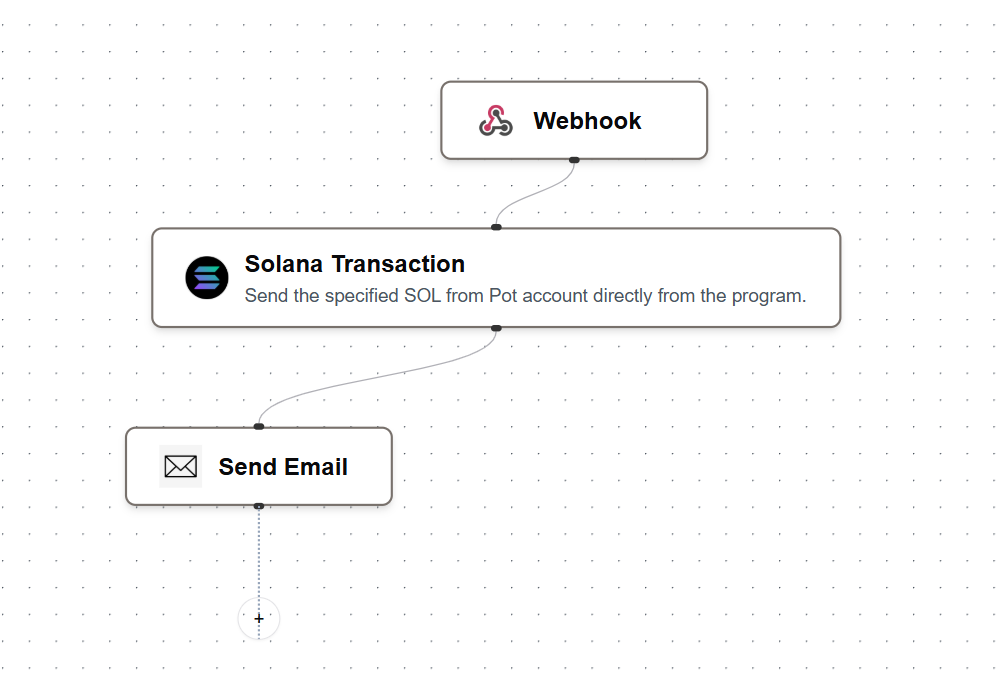 Webhook
Solana Transaction
Send the specified SOL from Pot account directly from the program.
Send Email
+